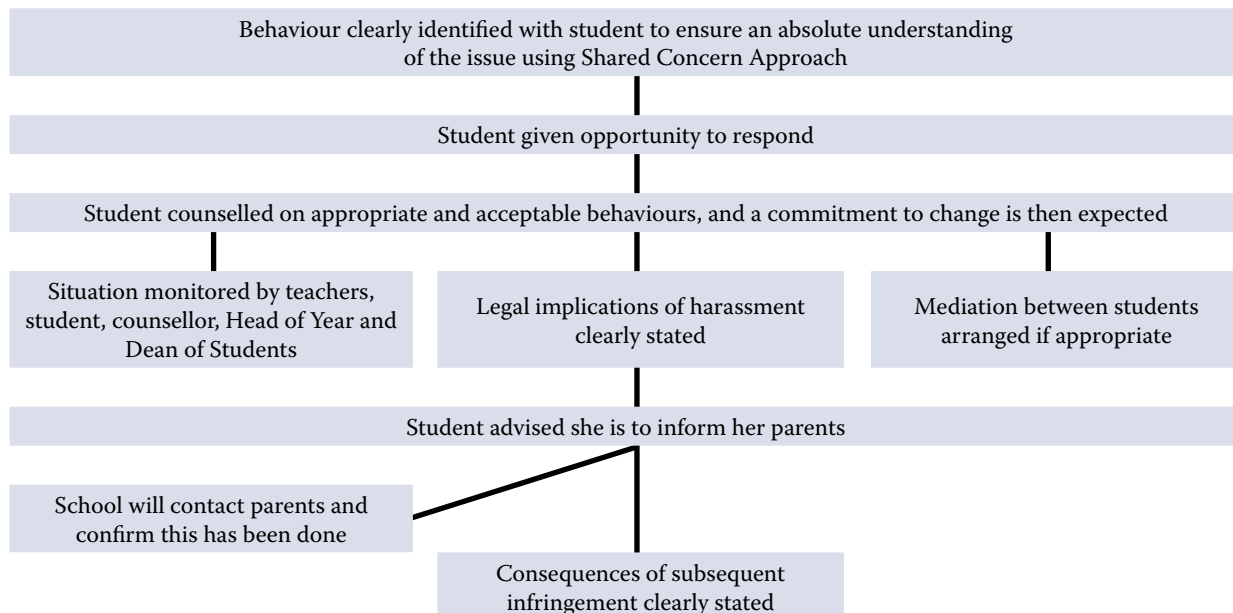 Behaviour clearly identified with student to ensure an absolute understanding
of the issue using Shared Concern Approach
Student given opportunity to respond
Student counselled on appropriate and acceptable behaviours, and a commitment to change is then expected
Situation monitored by teachers,
student, counsellor, Head of Year and
Dean of Students
Legal implications of harassment
clearly stated
Mediation between students
arranged if appropriate
Student advised she is to inform her parents
School will contact parents and
confirm this has been done
Consequences of subsequent
infringement clearly stated